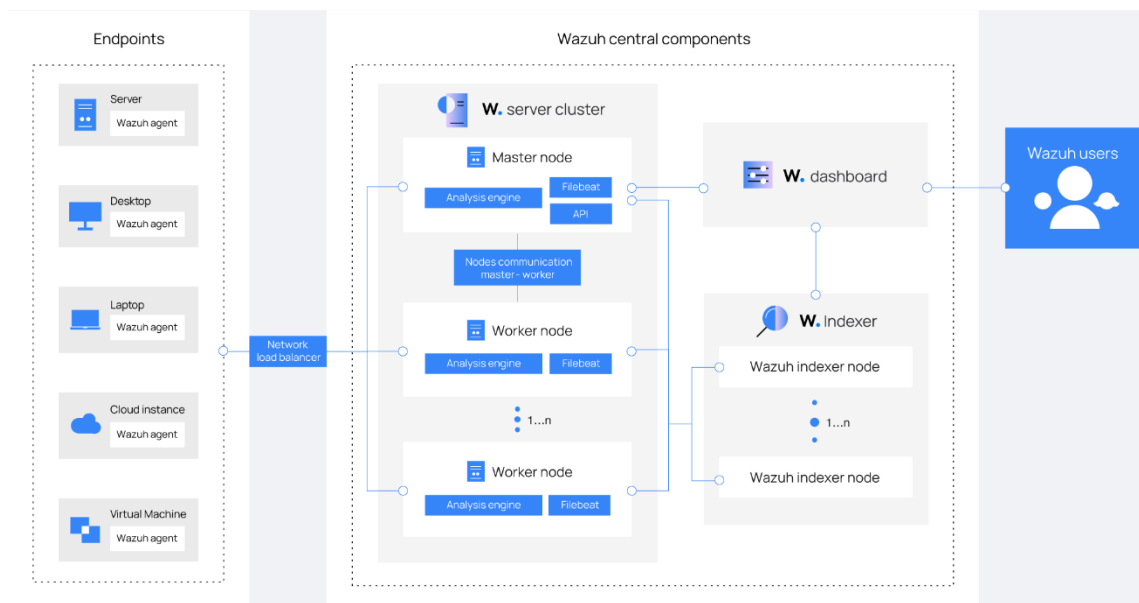 Endpoints
Server
Wazuh agent
Desktop
Wazuh agent
Laptop
Wazuh agent
Cloud instance
Wazuh agent
Virtual Machine
Wazuh agent
Network
load balancer
Wazuh central components
W. server cluster
Master node
Analysis engine
Filebeat
API
Nodes communication
master- worker
Worker node
Analysis engine
Filebeat
1...n
Worker node
Analysis engine
Filebeat
W. dashboard
W. Indexer
Wazuh indexer node
1...n
Wazuh indexer node
Wazuh users